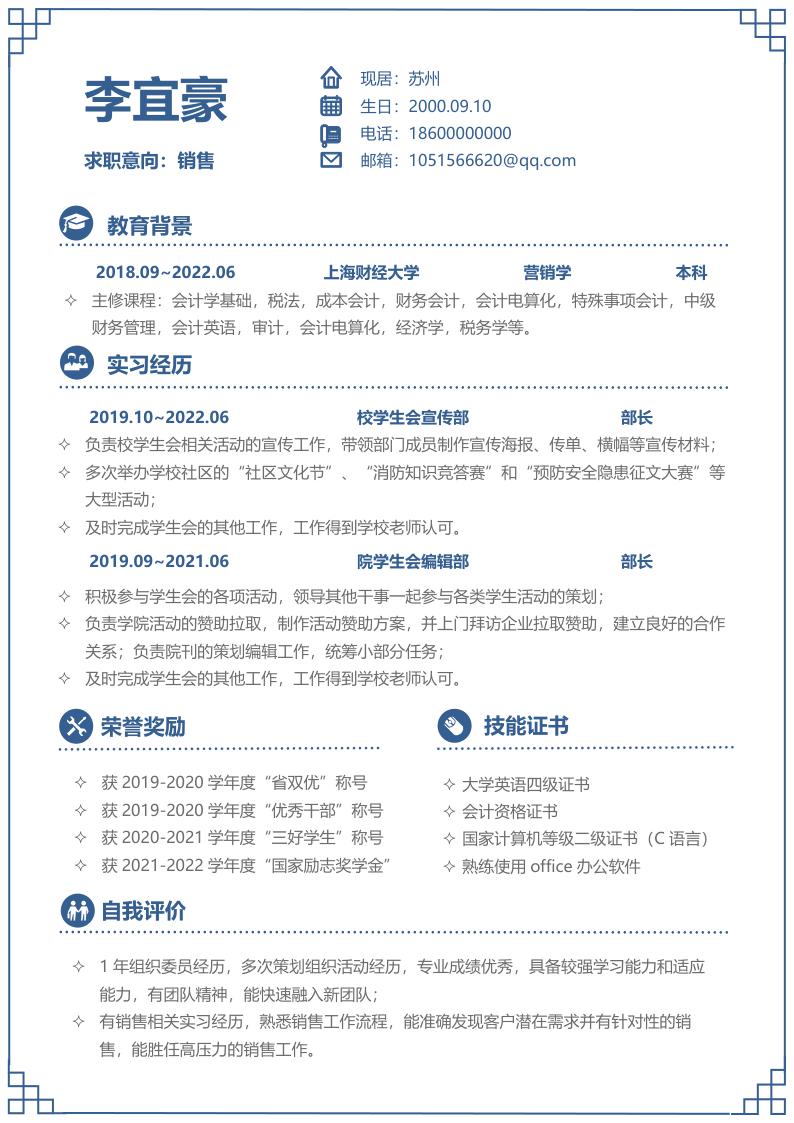 李宜豪
求职意向：销售
现居：苏州
生日：2000.09.10
电话：18600000000
邮箱：1051566620@qq.com
教育背景
2018.09~2022.06 上海财经大学 营销学 本科
主修课程：会计学基础，税法，成本会计，财务会计，会计电算化，特殊事项会计，中级
财务管理，会计英语，审计，会计电算化，经济学，税务学等。
实习经历
2019.10~2022.06 校学生会宣传部 部长
负责校学生会相关活动的宣传工作，带领部门成员制作宣传海报、传单、横幅等宣传材料；
多次举办学校社区的“社区文化节”、“消防知识竞答赛”和“预防安全隐患征文大赛”等
大型活动；
及时完成学生会的其他工作，工作得到学校老师认可。
2019.09~2021.06 院学生会编辑部 部长
积极参与学生会的各项活动，领导其他干事一起参与各类学生活动的策划；
负责学院活动的赞助拉取，制作活动赞助方案，并上门拜访企业拉取赞助，建立良好的合作
关系；负责院刊的策划编辑工作，统筹小部分任务；
及时完成学生会的其他工作，工作得到学校老师认可。
荣誉奖励
获 2019-2020 学年度“省双优”称号
获 2019-2020 学年度“优秀干部”称号
获 2020-2021 学年度“三好学生”称号
获 2021-2022 学年度“国家励志奖学金”
技能证书
大学英语四级证书
会计资格证书
国家计算机等级二级证书（C 语言）
熟练使用 office 办公软件
自我评价
1 年组织委员经历，多次策划组织活动经历，专业成绩优秀，具备较强学习能力和适应
能力，有团队精神，能快速融入新团队；
有销售相关实习经历，熟悉销售工作流程，能准确发现客户潜在需求并有针对性的销
售，能胜任高压力的销售工作。